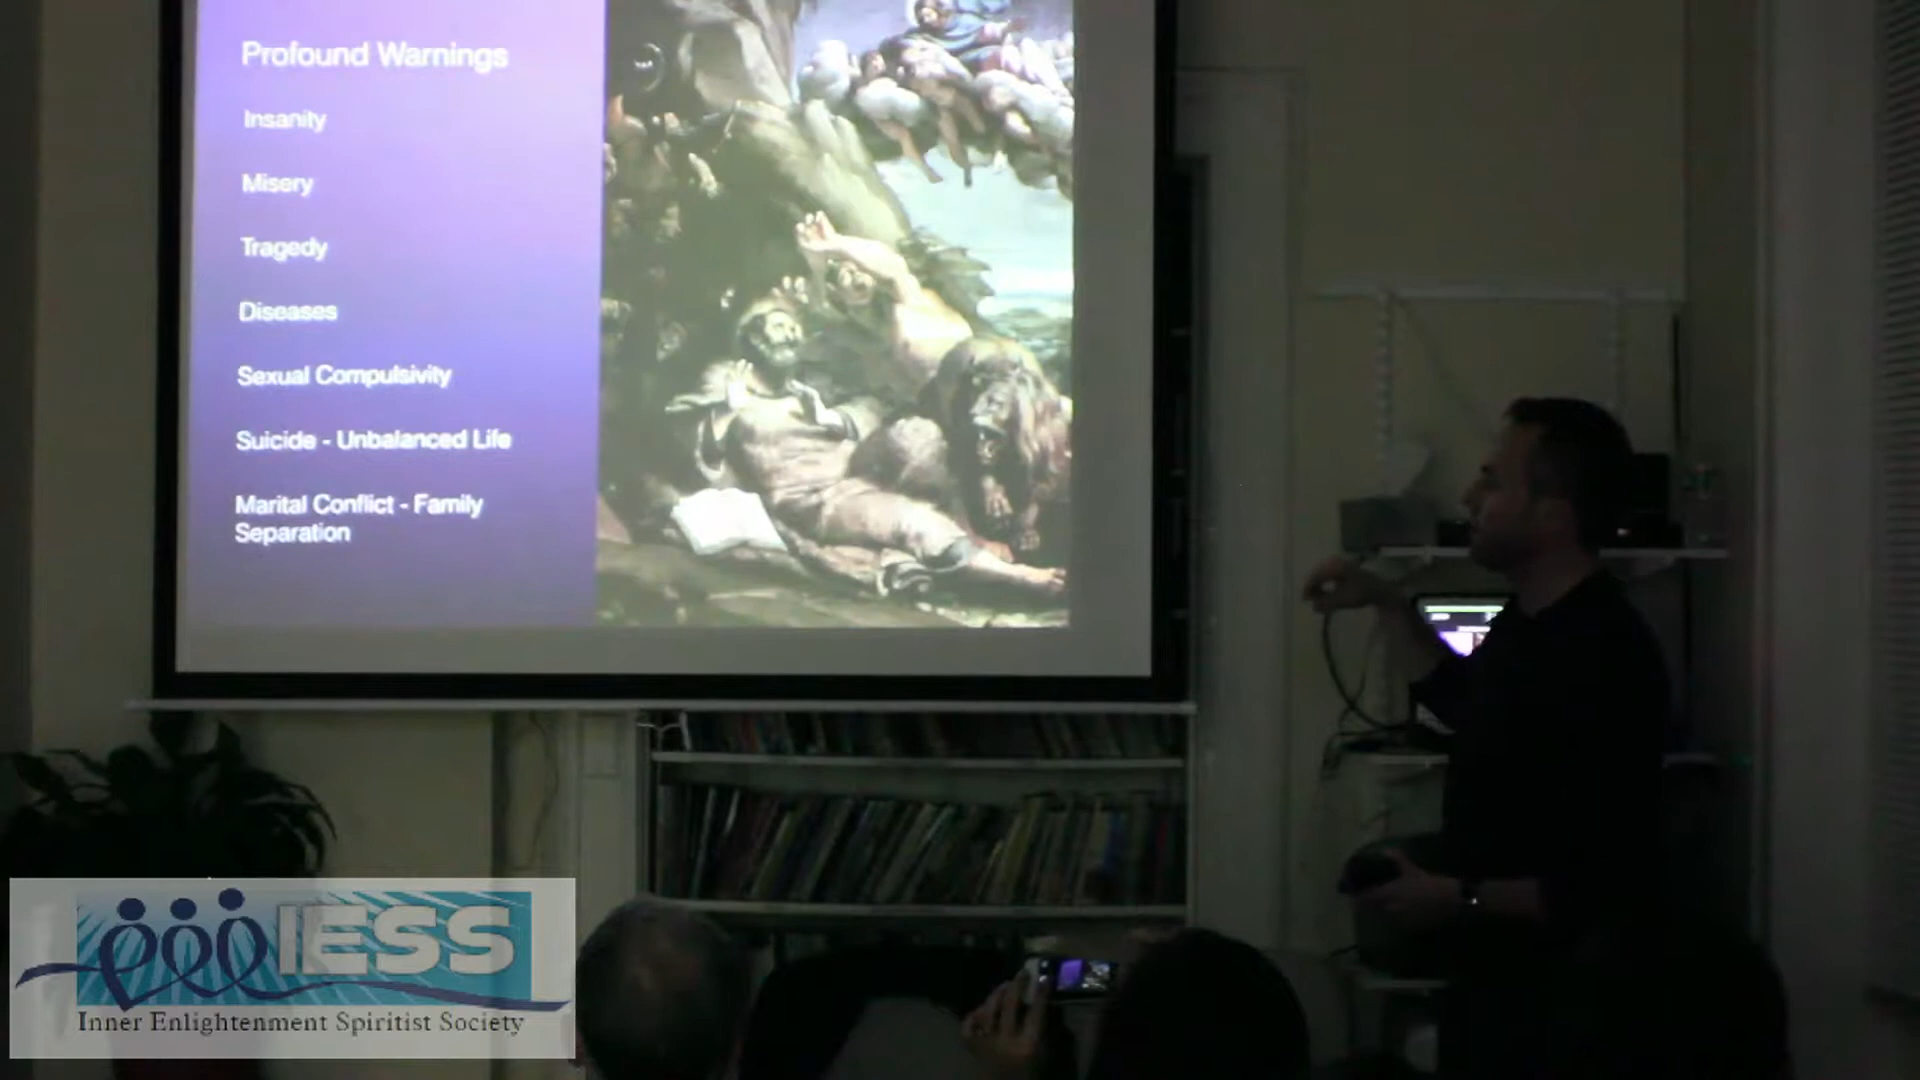 Profound Warnings
Insanity
Misery
Tragedy
Diseases
Sexual Compulsivity
Suicide - Unbalanced Life
Marital Conflict - Family
Separation
IESS
Inner Enlightenment Spiritist Society